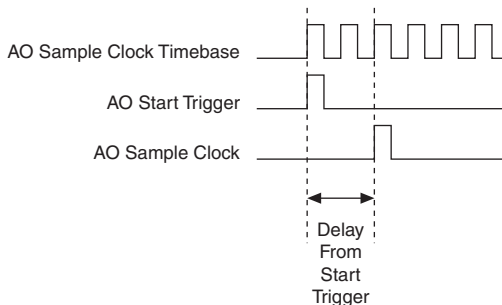 AO Sample Clock Timebase
AO Start Trigger
AO Sample Clock
Delay
From
Start
Trigger